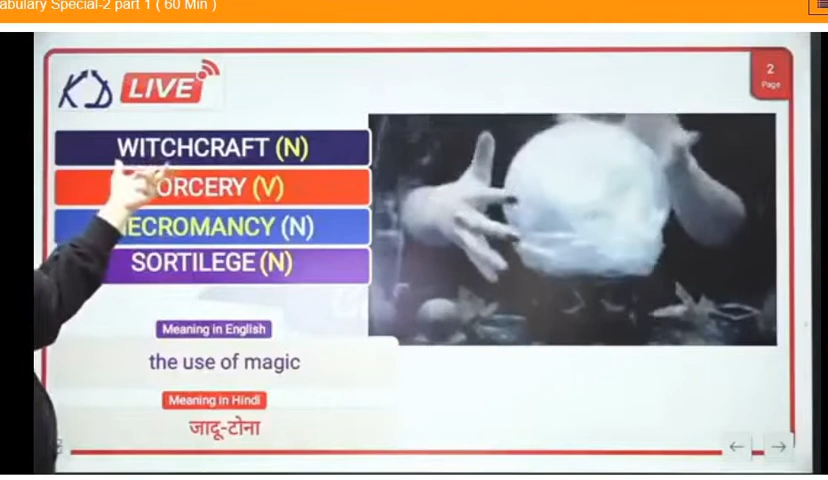 abulary Special-2 part 1 ( 60 Min )
KD LIVE
2
Page
WITCHCRAFT (N)
ORCERY (V)
ECROMANCY (N)
SORTILEGE (N)
Meaning in English
the use of magic
Meaning in Hindi
जादू-टोना